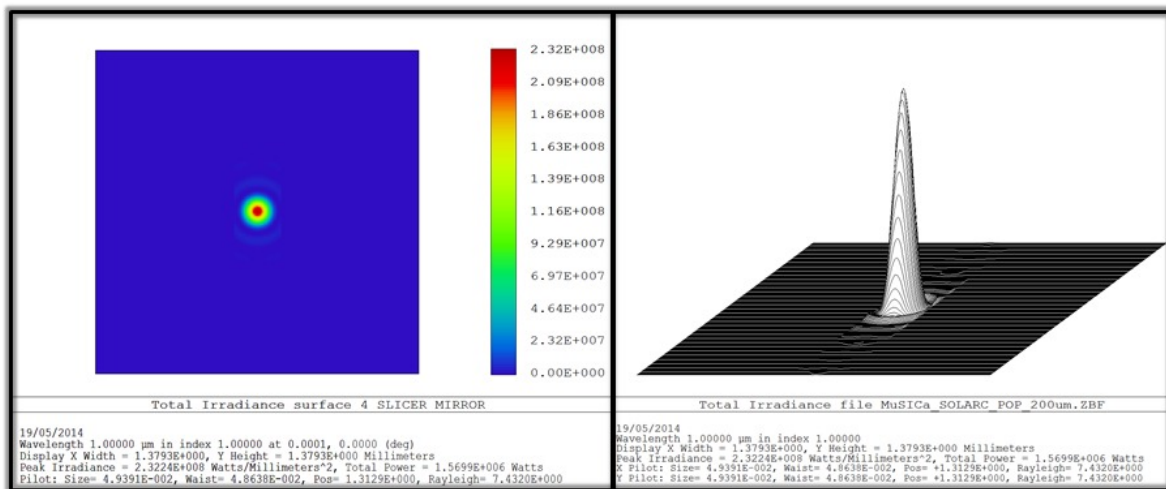 2.32E+008
2.09E+008
1.86E+008
1.63E+008
1.39E+008
1.16E+008
9.29E+007
6.97E+007
4.64E+007
2.32E+007
0.00E+000
Total Irradiance surface 4 SLICER MIRROR
19/05/2014
Wavelength 1.00000 µm in index 1.00000 at 0.0001, 0.0000 (deg)
Display X Width = 1.3793E+000, Y Height = 1.3793E+000 Millimeters
Peak Irradiance = 2.3224E+008 Watts/Millimeters^2, Total Power = 1.5699E+006 Watts
Pilot: Size= 4.9391E-002, Waist= 4.8638E-002, Pos= 1.3129E+000, Rayleigh= 7.4320E+000
Total Irradiance file MuSICa_SOLARC_POP_200um.ZBF
19/05/2014
Wavelength 1.00000 µm in index 1.00000
Display X Width = 1.3793E+000, Y Height = 1.3793E+000 Millimeters
Peak Irradiance = 2.3224E+008 Watts/Millimeters^2, Total Power = 1.5699E+006 Watts
X Pilot: Size= 4.9391E-002, Waist= 4.8638E-002, Pos= +1.3129E+000, Rayleigh= 7.4320E+000
Y Pilot: Size= 4.9391E-002, Waist= 4.8638E-002, Pos= +1.3129E+000, Rayleigh= 7.4320E+000